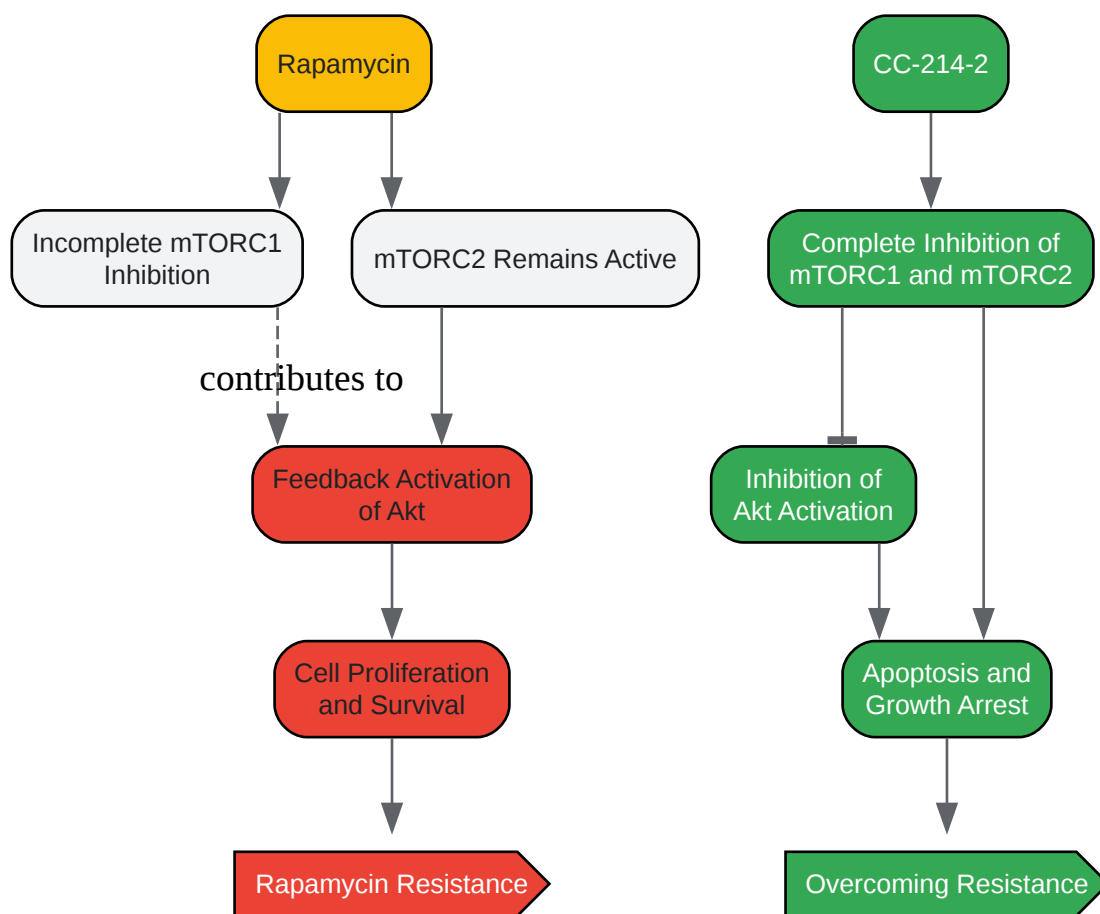 Rapamycin
CC-214-2
Incomplete mTORC1
Inhibition
mTORC2 Remains Active
Complete Inhibition of
mTORC1 and mTORC2
contributes to
Feedback Activation
of Akt
Inhibition of
Akt Activation
Cell Proliferation
and Survival
Apoptosis and
Growth Arrest
Rapamycin Resistance
Overcoming Resistance